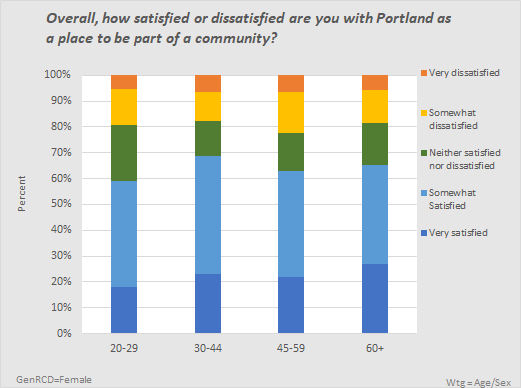 Overall, how satisfied or dissatisfied are you with Portland as
a place to be part of a community?
100%
90%
80%
70%
60%
50%
40%
30%
20%
10%
0%
Percent
20-29
30-44
45-59
60+
Very dissatisfied
Somewhat
dissatisfied
Neither satisfied
nor dissatisfied
Somewhat
Satisfied
Very satisfied
GenRCD=Female
Wtg = Age/Sex